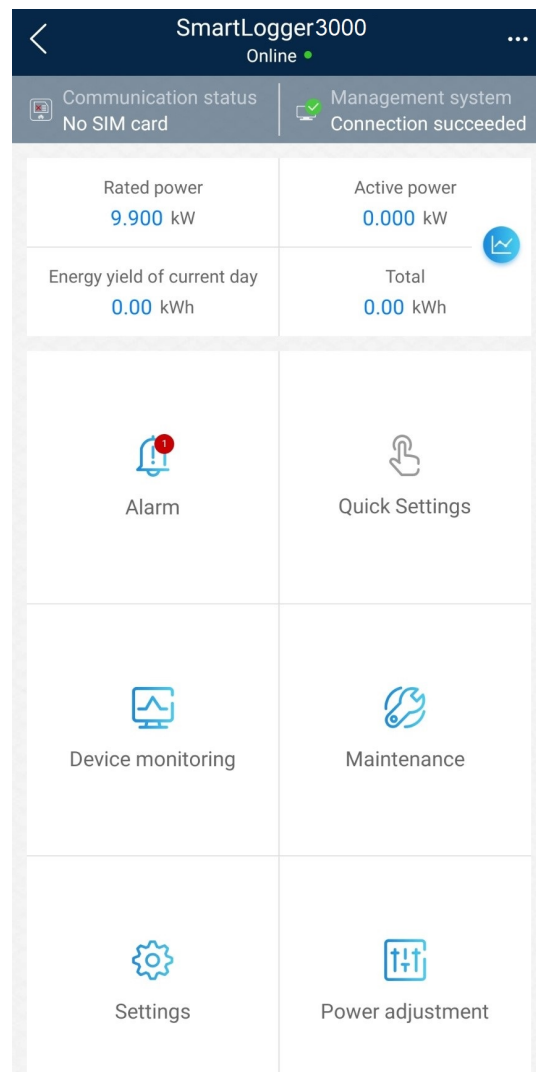 SmartLogger3000
Online
Communication status
No SIM card
Management system
Connection succeeded
Rated power
9.900 kW
Active power
0.000 kW
Energy yield of current day
0.00 kWh
Total
0.00 kWh
1
Alarm
Quick Settings
Device monitoring
Maintenance
Settings
Power adjustment